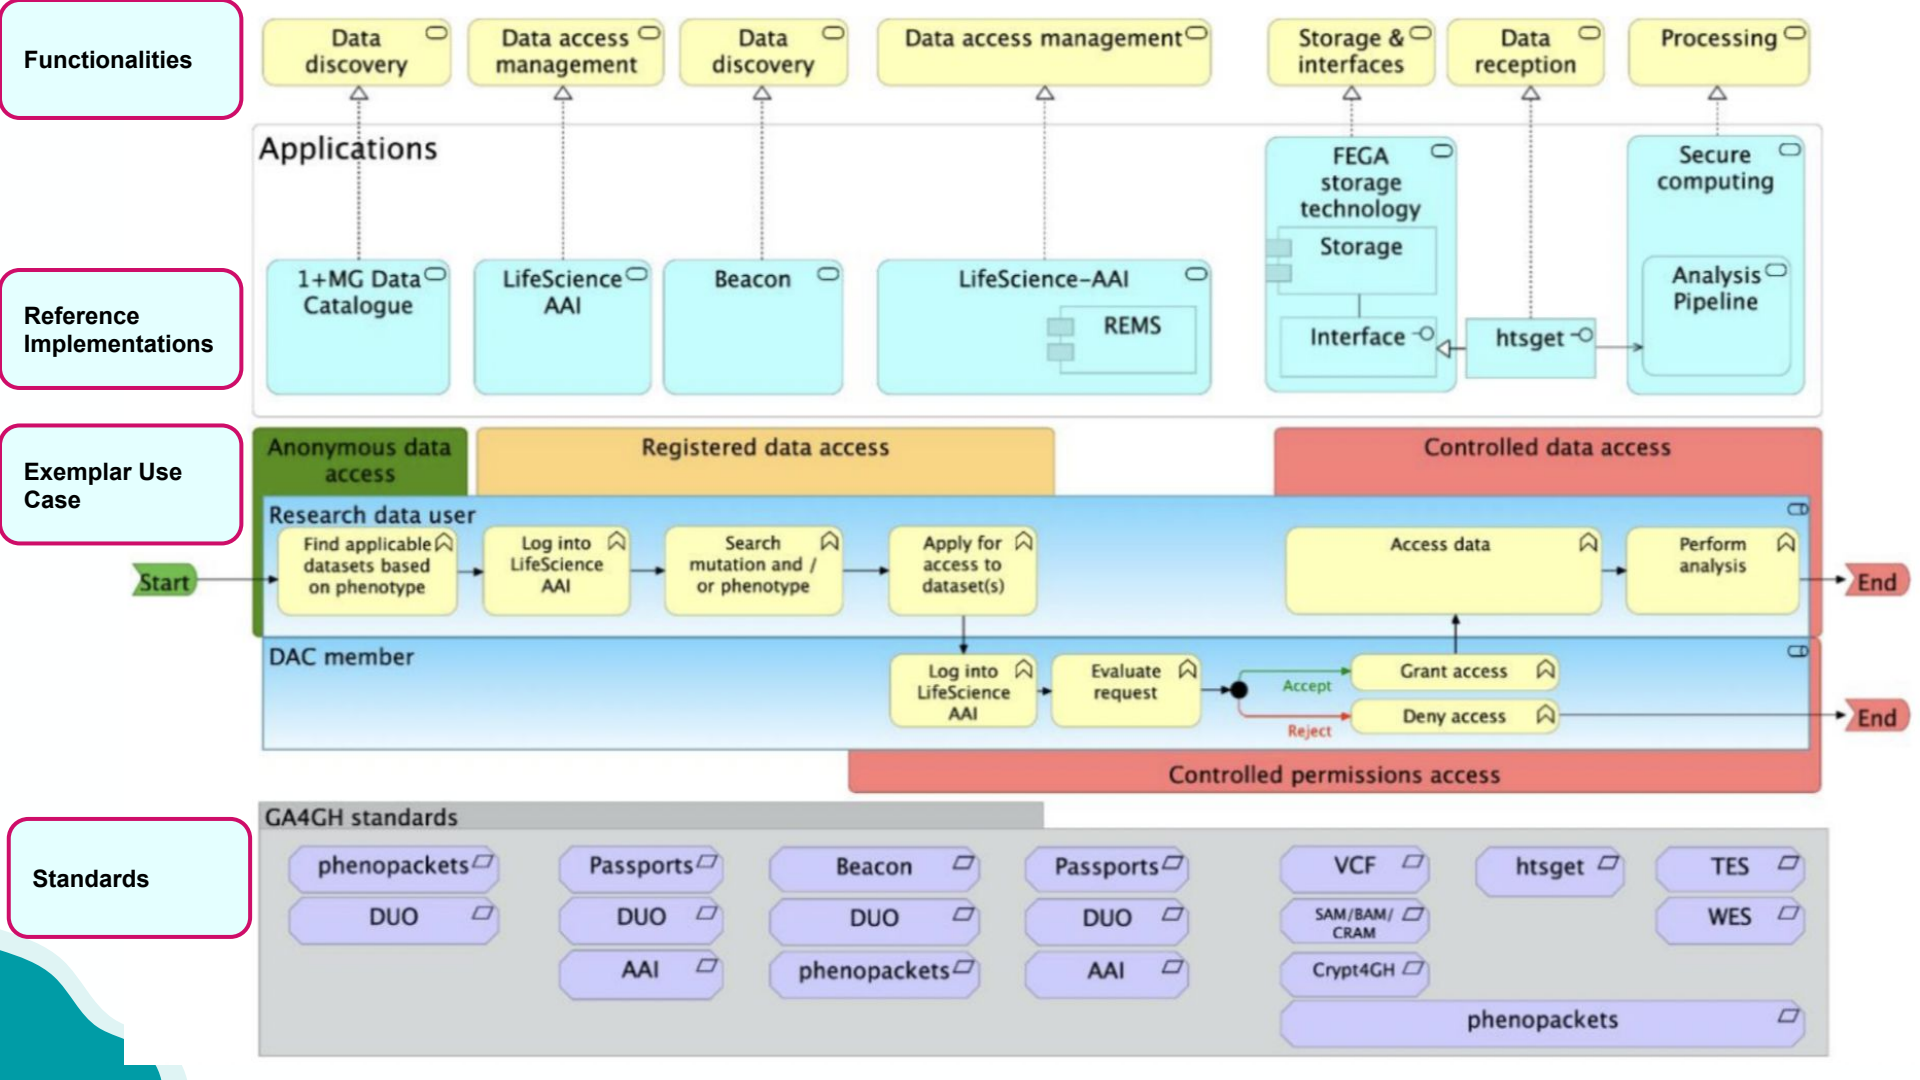 Functionalities
Data
discovery
Data access
management
Data
discovery
Data access management
Storage &
interfaces
Data
reception
Processing
Applications
Reference
Implementations
1+MG Data
Catalogue
LifeScience
AAI
Beacon
LifeScience-AAI
REMS
FEGA
storage
technology
Storage
Interface
htsget
Secure
computing
Analysis
Pipeline
Exemplar Use
Case
Anonymous data
access
Registered data access
Controlled data access
Research data user
Start
Find applicable
datasets based
on phenotype
Log into
LifeScience
AAI
Search
mutation and /
or phenotype
Apply for
access to
dataset(s)
Access data
Perform
analysis
End
DAC member
Log into
LifeScience
AAI
Evaluate
request
Accept
Reject
Grant access
Deny access
End
Controlled permissions access
Standards
GA4GH standards
phenopackets
DUO
Passports
DUO
AAI
Beacon
DUO
phenopackets
Passports
DUO
AAI
VCF
SAM/BAM/
CRAM
Crypt4GH
htsget
TES
WES
phenopackets